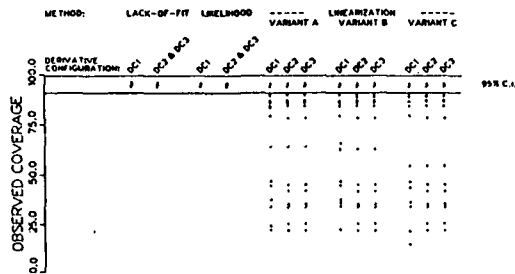 METHOD: LACK-OF-FIT LIKELIHOOD ----- LINEARIZATION -----
VARIANT A VARIANT B VARIANT C
DERIVATIVE
CONFIGURATION: DC1 DC2 & DC3 DC1 DC2 & DC3 DC1 DC2 DC3 DC1 DC2 DC3 DC1 DC2 DC3
100.0
95% C.I.
75.0
50.0
25.0
0.0
OBSERVED COVERAGE